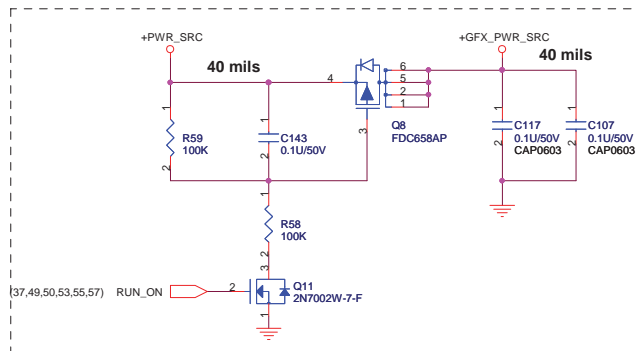 +PWR_SRC
+GFX_PWR_SRC
40 mils
40 mils
4
6
5
2
1
3
Q8
FDC658AP
1
R59
100K
2
1
C143
0.1U/50V
2
1
C117
0.1U/50V
CAP0603
2
1
C107
0.1U/50V
CAP0603
2
1
R58
100K
2
3
Q11
2N7002W-7-F
(37,49,50,53,55,57) RUN_ON
2
1